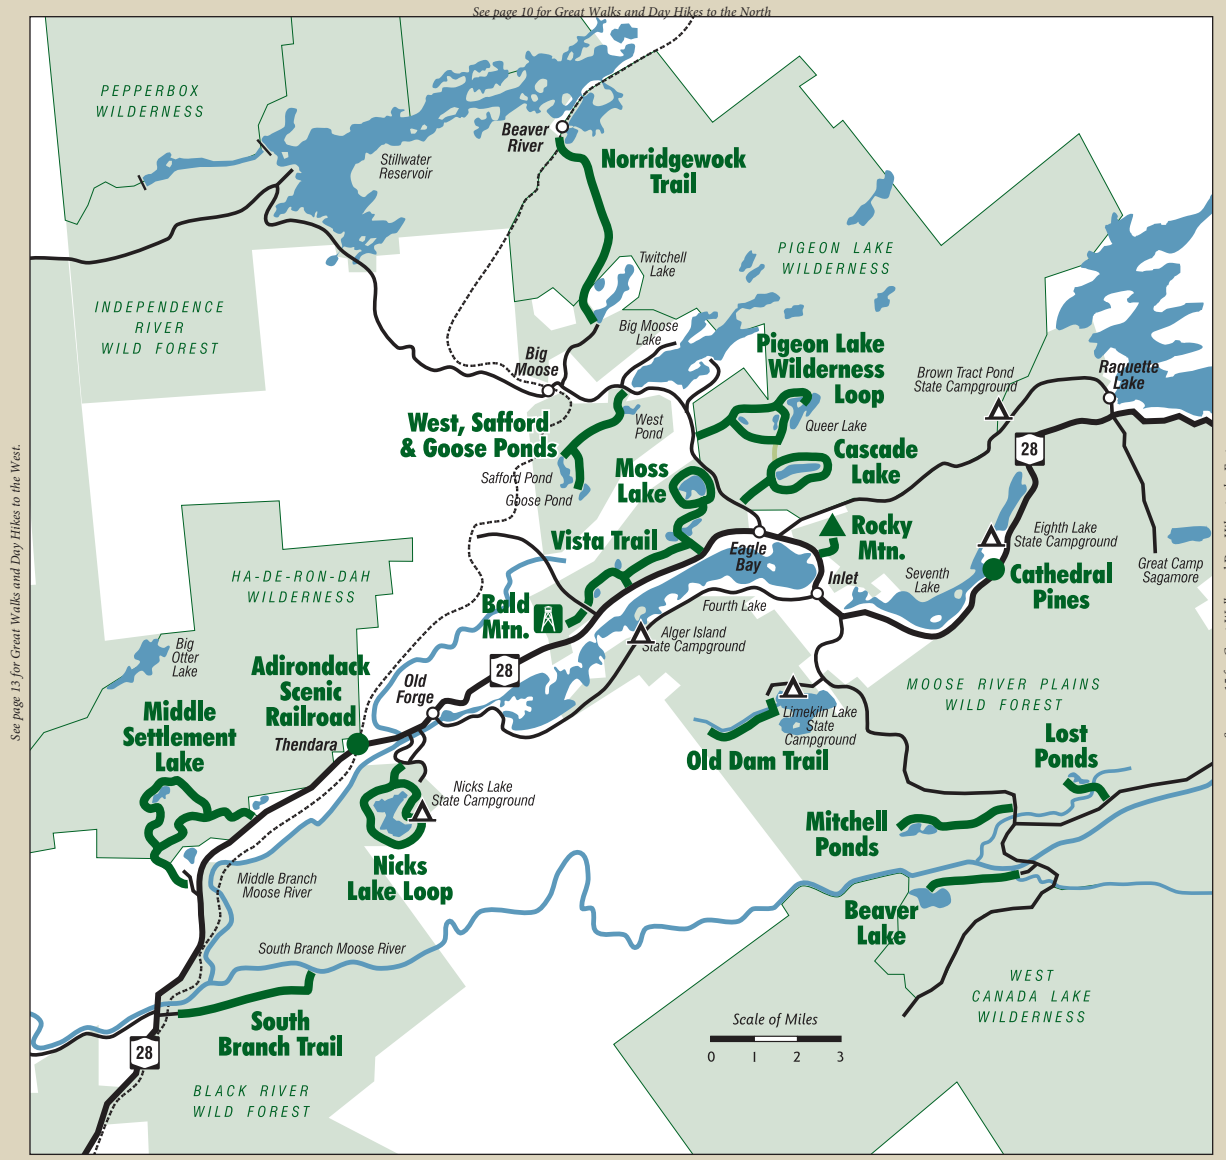 See page 10 for Great Walks and Day Hikes to the North
PEPPERBOX
WILDERNESS
Beaver
River
Stillwater
Reservoir
Norridgewock
Trail
PIGEON LAKE
WILDERNESS
Twitchell
Lake
INDEPENDENCE
RIVER
WILD FOREST
Big Moose
Lake
Big
Moose
Pigeon Lake
Wilderness
Loop
Brown Tract Pond
State Campground
Raquette
Lake
West, Safford
& Goose Ponds
West
Pond
Queer Lake
28
Cascade
Lake
Moss
Lake
Safford Pond
Goose Pond
See page 13 for Great Walks and Day Hikes to the West.
Vista Trail
Rocky
Mtn.
Eagle
Bay
Eighth Lake
State Campground
Great Camp
Sagamore
HA-DE-RON-DAH
WILDERNESS
Inlet
Seventh
Lake
Cathedral
Pines
Bald
Mtn.
Fourth Lake
Alger Island
State Campground
Big
Otter
Lake
Adirondack
Scenic
Railroad
Old
Forge
28
Thendara
MOOSE RIVER PLAINS
WILD FOREST
Middle
Settlement
Lake
Limekiln Lake
State
Campground
Old Dam Trail
Lost
Ponds
Nicks Lake
State Campground
Mitchell
Ponds
Nicks
Lake Loop
Middle Branch
Moose River
Beaver
Lake
South Branch Moose River
WEST
CANADA LAKE
WILDERNESS
South
Branch Trail
Scale of Miles
0 1 2 3
28
BLACK RIVER
WILD FOREST